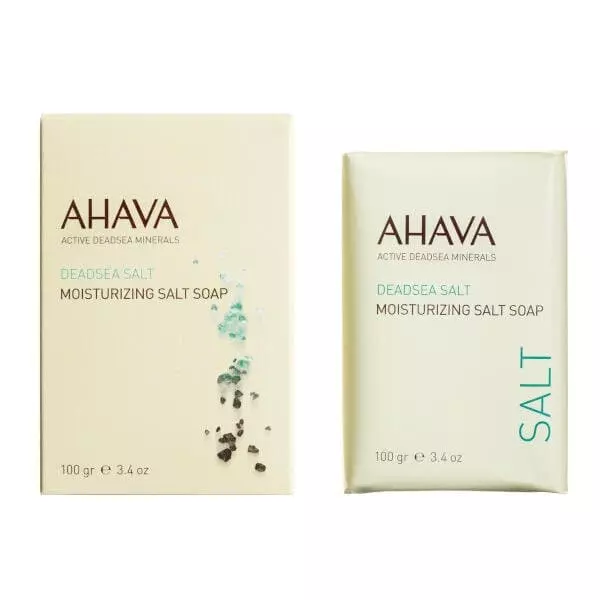 AHAVA
ACTIVE DEADSEA MINERALS
DEADSEA SALT
MOISTURIZING SALT SOAP
100 gr ℮ 3.4 oz
AHAVA
ACTIVE DEADSEA MINERALS
DEADSEA SALT
MOISTURIZING SALT SOAP
SALT
100 gr ℮ 3.4 oz